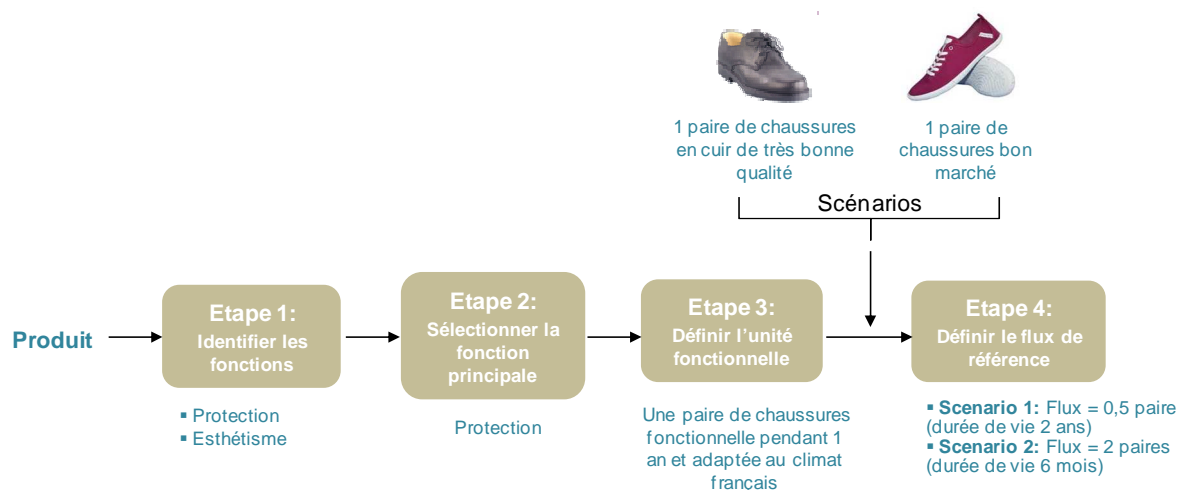 1 paire de chaussures
en cuir de très bonne
qualité
1 paire de
chaussures bon
marché
Scénarios
Produit
Etape 1:
Identifier les
fonctions
Etape 2:
Sélectionner la
fonction
principale
Etape 3:
Définir l’unité
fonctionnelle
Etape 4:
Définir le flux de
référence
▪ Protection
▪ Esthétisme
Protection
Une paire de chaussures
fonctionnelle pendant 1
an et adaptée au climat
français
▪ Scenario 1: Flux = 0,5 paire
(durée de vie 2 ans)
▪ Scenario 2: Flux = 2 paires
(durée de vie 6 mois)